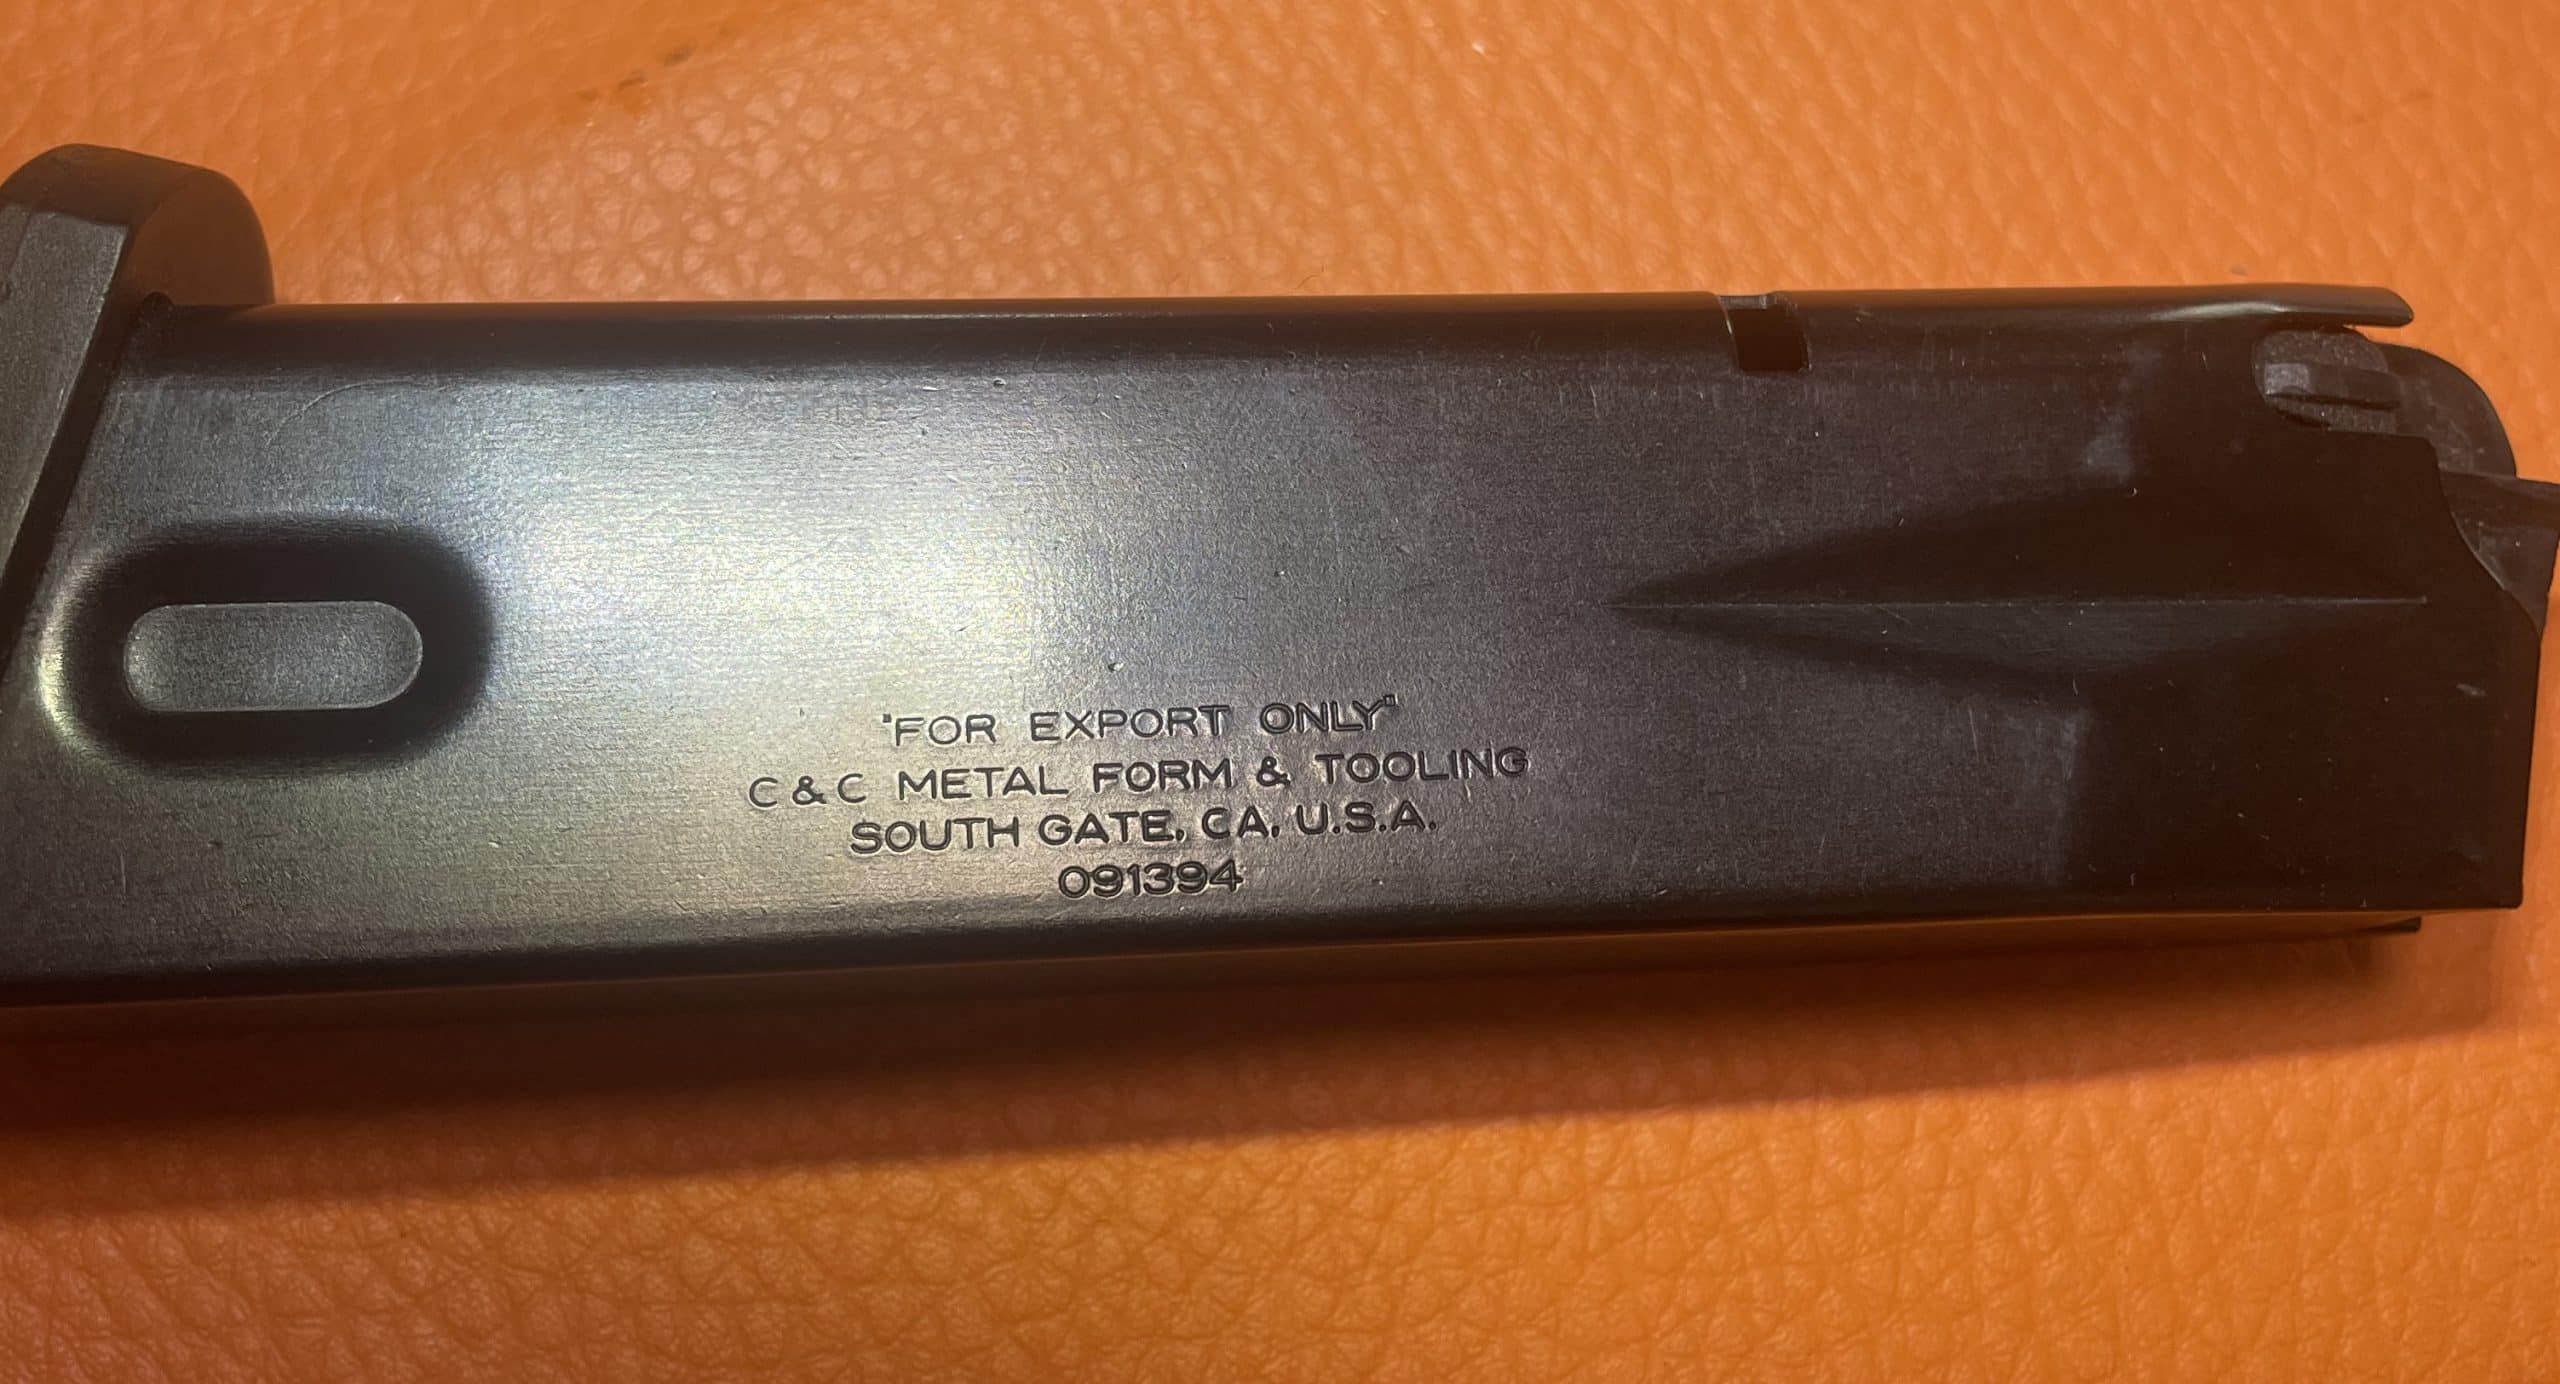 "FOR EXPORT ONLY"
C & C METAL FORM & TOOLING
SOUTH GATE, CA. U.S.A.
091394